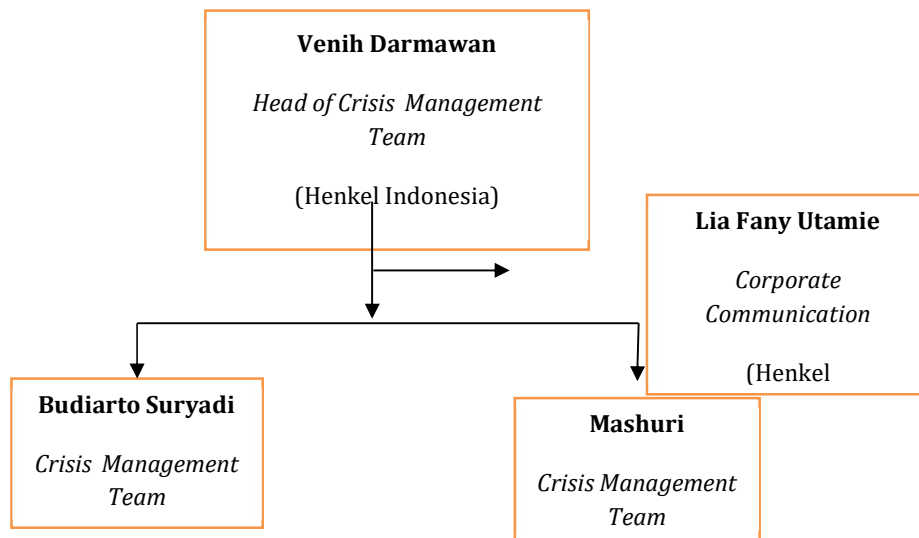 Venih Darmawan
Head of Crisis Management
Team
(Henkel Indonesia)
Lia Fany Utamie
Corporate
Communication
(Henkel
Budiarto Suryadi
Crisis Management
Team
Mashuri
Crisis Management
Team